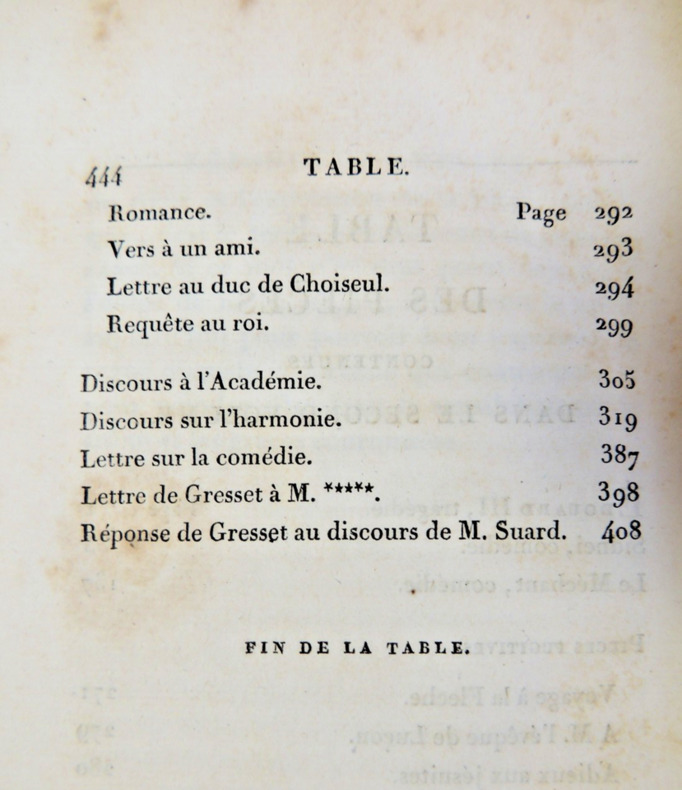 444 TABLE.
Romance. Page 292
Vers à un ami. 293
Lettre au duc de Choiseul. 294
Requête au roi. 299
Discours à l'Académie. 305
Discours sur l'harmonie. 319
Lettre sur la comédie. 387
Lettre de Gresset à M. *****. 398
Réponse de Gresset au discours de M. Suard. 408
FIN DE LA TABLE.